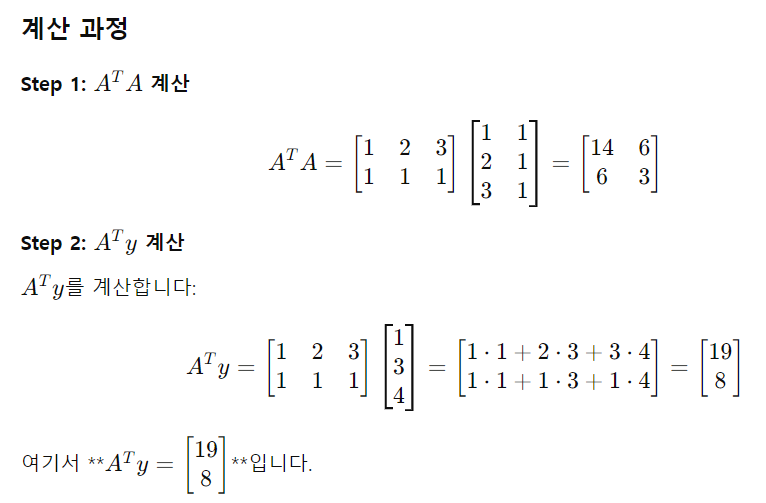 계산 과정
Step 1: $A^T A$ 계산
$A^T A = \begin{bmatrix} 1 & 2 & 3 \\ 1 & 1 & 1 \end{bmatrix} \begin{bmatrix} 1 & 1 \\ 2 & 1 \\ 3 & 1 \end{bmatrix} = \begin{bmatrix} 14 & 6 \\ 6 & 3 \end{bmatrix}$
Step 2: $A^T y$ 계산
$A^T y$를 계산합니다:
$A^T y = \begin{bmatrix} 1 & 2 & 3 \\ 1 & 1 & 1 \end{bmatrix} \begin{bmatrix} 1 \\ 3 \\ 4 \end{bmatrix} = \begin{bmatrix} 1 \cdot 1 + 2 \cdot 3 + 3 \cdot 4 \\ 1 \cdot 1 + 1 \cdot 3 + 1 \cdot 4 \end{bmatrix} = \begin{bmatrix} 19 \\ 8 \end{bmatrix}$
여기서 **$A^T y = \begin{bmatrix} 19 \\ 8 \end{bmatrix}$**입니다.